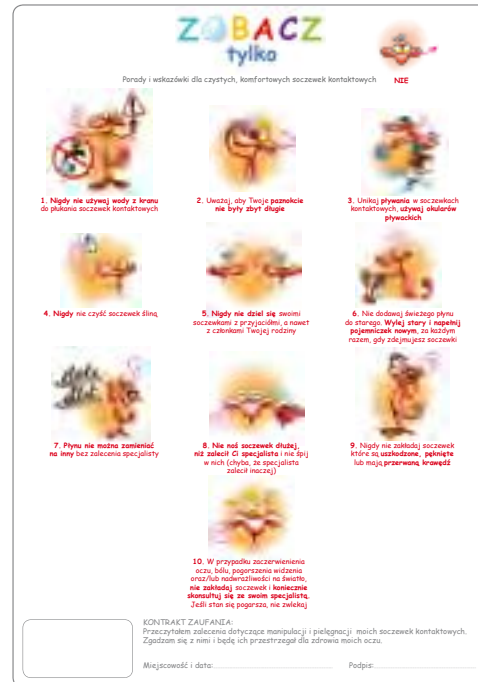 ZOBACZ
tylko
Porady i wskazówki dla czystych, komfortowych soczewek kontaktowych
NIE
1. Nigdy nie używaj wody z kranu
do płukania soczewek kontaktowych
2. Uważaj, aby Twoje paznokcie
nie były zbyt długie
3. Unikaj pływania w soczewkach
kontaktowych, używaj okularów
pływackich
4. Nigdy nie czyść soczewek śliną
5. Nigdy nie dziel się swoimi
soczewkami z przyjaciółmi, a nawet
z członkami Twojej rodziny
6. Nie dodawaj świeżego płynu
do starego. Wylej stary i napełnij
pojemniczek nowym, za każdym
razem, gdy zdejmujesz soczewki
7. Płynu nie można zamieniać
na inny bez zalecenia specjalisty
8. Nie noś soczewek dłużej,
niż zalecił Ci specjalista i nie śpij
w nich (chyba, że specjalista
zalecił inaczej)
9. Nigdy nie zakładaj soczewek
które są uszkodzone, pęknięte
lub mają przerwaną krawędź
10. W przypadku zaczerwienienia
oczu, bólu, pogorszenia widzenia
oraz/lub nadwrażliwości na światło,
nie zakładaj soczewek i koniecznie
skonsultuj się ze swoim specjalistą.
Jeśli stan się pogarsza, nie zwlekaj
KONTRAKT ZAUFANIA:
Przeczytałem zalecenia dotyczące manipulacji i pielęgnacji moich soczewek kontaktowych.
Zgadzam się z nimi i będę ich przestrzegał dla zdrowia moich oczu.
Miejscowość i data: Podpis: